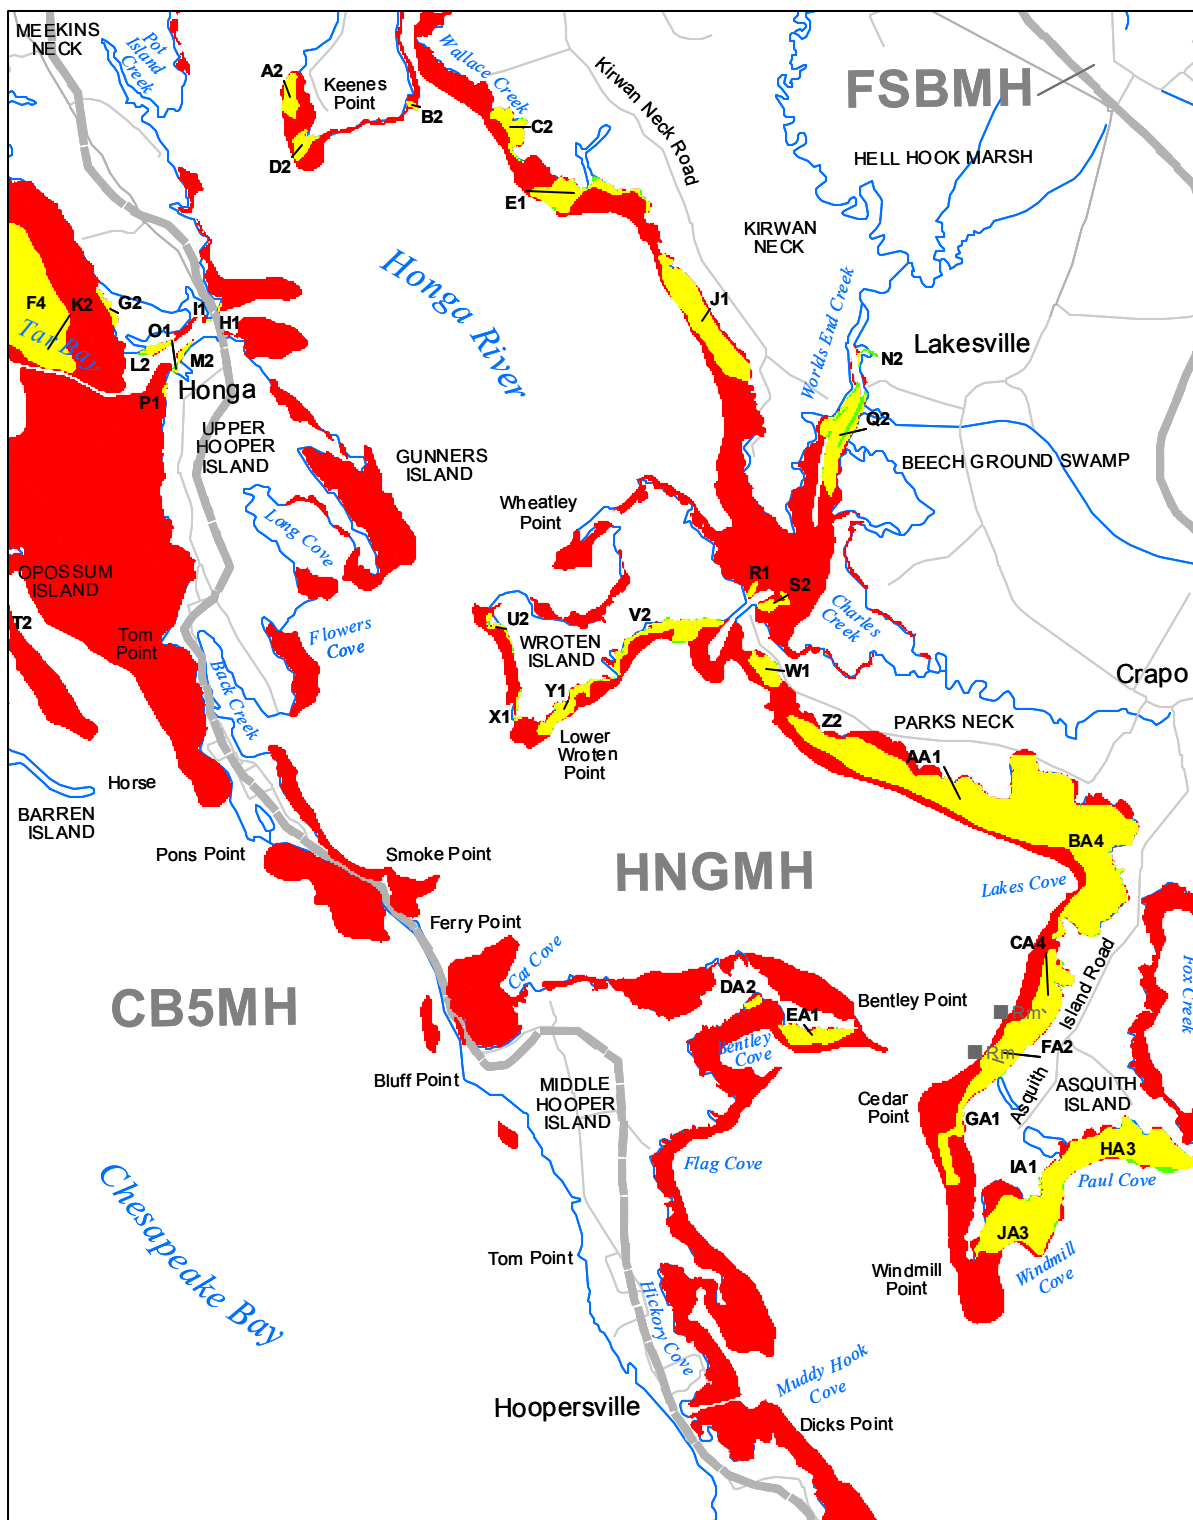 MEEKINS
NECK
Pot
Island
Creek
A2
Keenes
Point
B2
Wallace Creek
C2
D2
E1
Kirwan Neck Road
FSBMH
HELL HOOK MARSH
KIRWAN
NECK
Honga River
F4
K2
G2
I1
H1
O1
Tar Bay
L2
M2
P1
Honga
J1
Worlds End Creek
Lakesville
N2
Q2
UPPER
HOOPER
ISLAND
GUNNERS
ISLAND
BEECH GROUND SWAMP
Wheatley
Point
Long Cove
OPOSSUM
ISLAND
R1
S2
T2
Tom
Point
Flowers
Cove
U2
V2
WROTEN
ISLAND
Charles
Creek
Back Creek
W1
Crapo
Y1
X1
Z2
PARKS NECK
Lower
Wroten
Point
AA1
Horse
BARREN
ISLAND
Pons Point
Smoke Point
HNGMH
BA4
Lakes Cove
Ferry Point
Cat Cove
CA4
Island Road
Fox Creek
CB5MH
DA2
EA1
Bentley Point
Rm
Bentley
Cove
Rm
FA2
Bluff Point
MIDDLE
HOOPER
ISLAND
Cedar
Point
Asquith
ASQUITH
ISLAND
GA1
HA3
Flag Cove
IA1
Paul Cove
Chesapeake Bay
JA3
Tom Point
Windmill
Point
Windmill
Cove
Hickory Cove
Muddy Hook
Cove
Hoopersville
Dicks Point